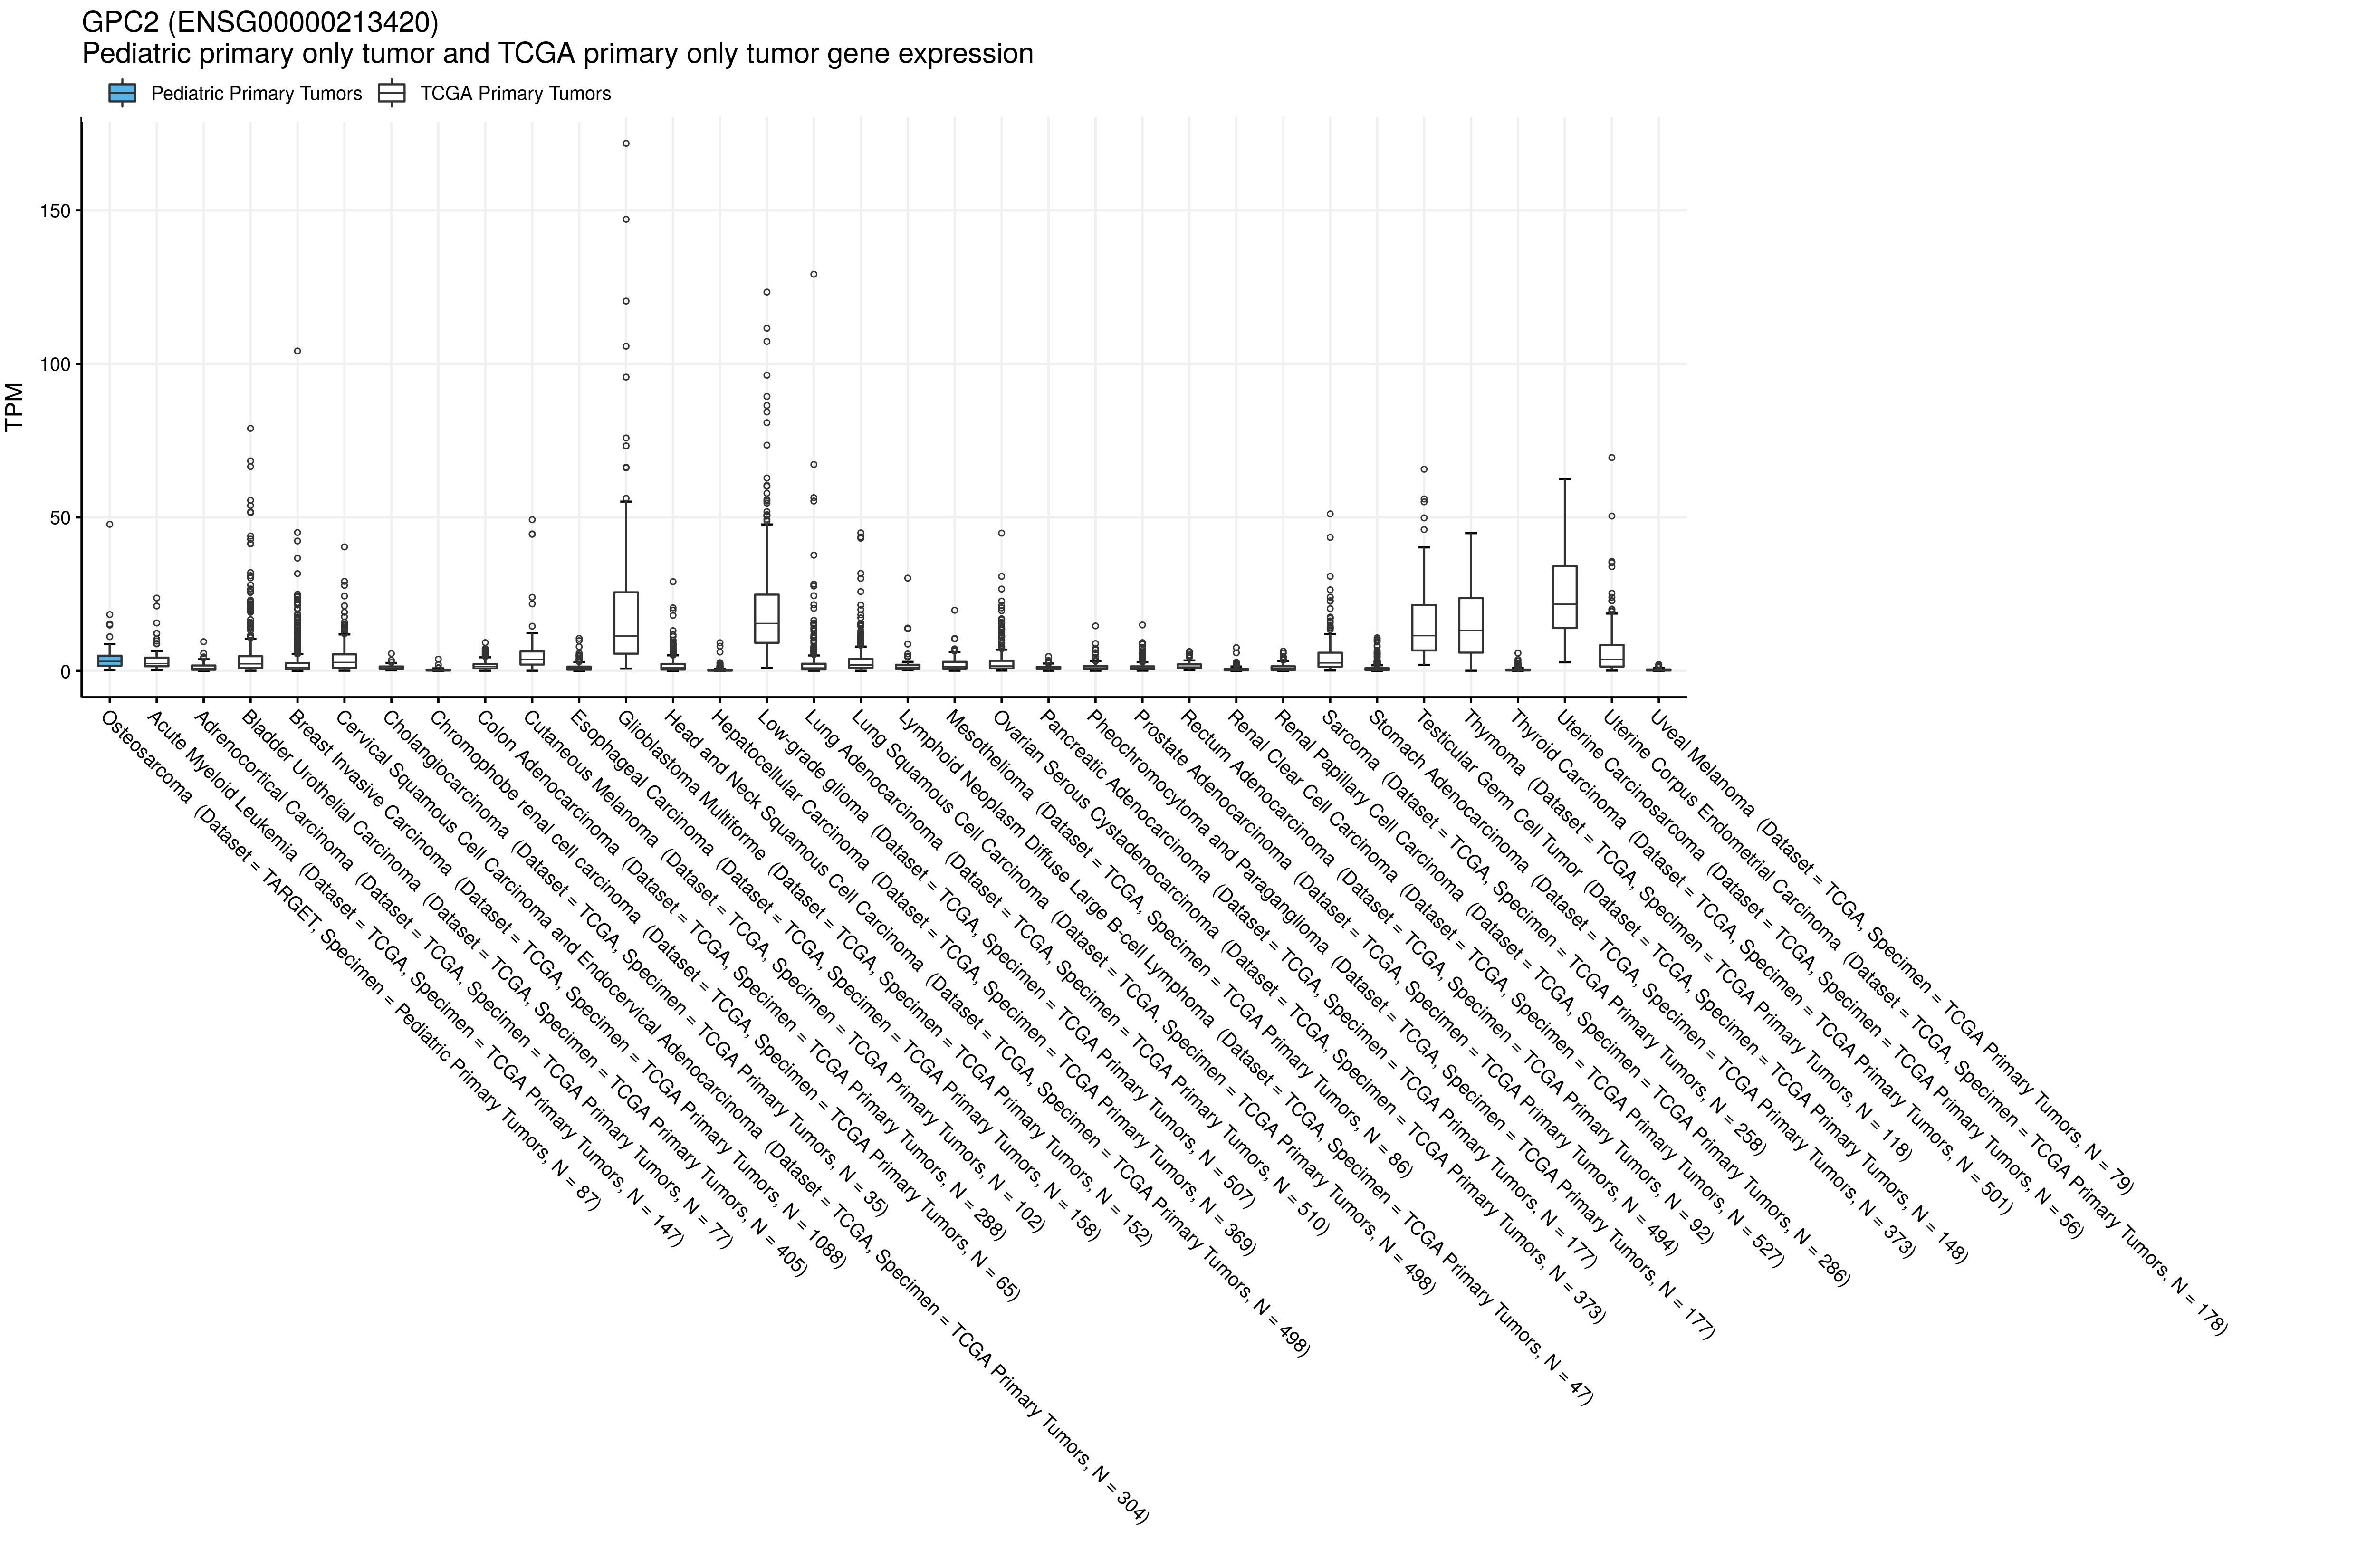 GPC2 (ENSG00000213420)
Pediatric primary only tumor and TCGA primary only tumor gene expression
Pediatric Primary Tumors
TCGA Primary Tumors
TPM
150
100
50
0
Osteosarcoma (Dataset = TARGET, Specimen = Pediatric Primary Tumors, N = 87)
Acute Myeloid Leukemia (Dataset = TCGA, Specimen = TCGA Primary Tumors, N = 147)
Adrenocortical Carcinoma (Dataset = TCGA, Specimen = TCGA Primary Tumors, N = 77)
Bladder Urothelial Carcinoma (Dataset = TCGA, Specimen = TCGA Primary Tumors, N = 405)
Breast Invasive Carcinoma (Dataset = TCGA, Specimen = TCGA Primary Tumors, N = 1088)
Cervical Squamous Cell Carcinoma and Endocervical Adenocarcinoma (Dataset = TCGA, Specimen = TCGA Primary Tumors, N = 304)
Cholangiocarcinoma (Dataset = TCGA, Specimen = TCGA Primary Tumors, N = 35)
Chromophobe renal cell carcinoma (Dataset = TCGA, Specimen = TCGA Primary Tumors, N = 65)
Colon Adenocarcinoma (Dataset = TCGA, Specimen = TCGA Primary Tumors, N = 288)
Cutaneous Melanoma (Dataset = TCGA, Specimen = TCGA Primary Tumors, N = 102)
Esophageal Carcinoma (Dataset = TCGA, Specimen = TCGA Primary Tumors, N = 158)
Glioblastoma Multiforme (Dataset = TCGA, Specimen = TCGA Primary Tumors, N = 152)
Head and Neck Squamous Cell Carcinoma (Dataset = TCGA, Specimen = TCGA Primary Tumors, N = 498)
Hepatocellular Carcinoma (Dataset = TCGA, Specimen = TCGA Primary Tumors, N = 369)
Low-grade glioma (Dataset = TCGA, Specimen = TCGA Primary Tumors, N = 507)
Lung Adenocarcinoma (Dataset = TCGA, Specimen = TCGA Primary Tumors, N = 510)
Lung Squamous Cell Carcinoma (Dataset = TCGA, Specimen = TCGA Primary Tumors, N = 498)
Lymphoid Neoplasm Diffuse Large B-cell Lymphoma (Dataset = TCGA, Specimen = TCGA Primary Tumors, N = 47)
Mesothelioma (Dataset = TCGA, Specimen = TCGA Primary Tumors, N = 86)
Ovarian Serous Cystadenocarcinoma (Dataset = TCGA, Specimen = TCGA Primary Tumors, N = 373)
Pancreatic Adenocarcinoma (Dataset = TCGA, Specimen = TCGA Primary Tumors, N = 177)
Pheochromocytoma and Paraganglioma (Dataset = TCGA, Specimen = TCGA Primary Tumors, N = 177)
Prostate Adenocarcinoma (Dataset = TCGA, Specimen = TCGA Primary Tumors, N = 494)
Rectum Adenocarcinoma (Dataset = TCGA, Specimen = TCGA Primary Tumors, N = 92)
Renal Clear Cell Carcinoma (Dataset = TCGA, Specimen = TCGA Primary Tumors, N = 527)
Renal Papillary Cell Carcinoma (Dataset = TCGA, Specimen = TCGA Primary Tumors, N = 286)
Sarcoma (Dataset = TCGA, Specimen = TCGA Primary Tumors, N = 258)
Stomach Adenocarcinoma (Dataset = TCGA, Specimen = TCGA Primary Tumors, N = 373)
Testicular Germ Cell Tumor (Dataset = TCGA, Specimen = TCGA Primary Tumors, N = 148)
Thymoma (Dataset = TCGA, Specimen = TCGA Primary Tumors, N = 118)
Thyroid Carcinoma (Dataset = TCGA, Specimen = TCGA Primary Tumors, N = 501)
Uterine Carcinosarcoma (Dataset = TCGA, Specimen = TCGA Primary Tumors, N = 56)
Uterine Corpus Endometrial Carcinoma (Dataset = TCGA, Specimen = TCGA Primary Tumors, N = 178)
Uveal Melanoma (Dataset = TCGA, Specimen = TCGA Primary Tumors, N = 79)